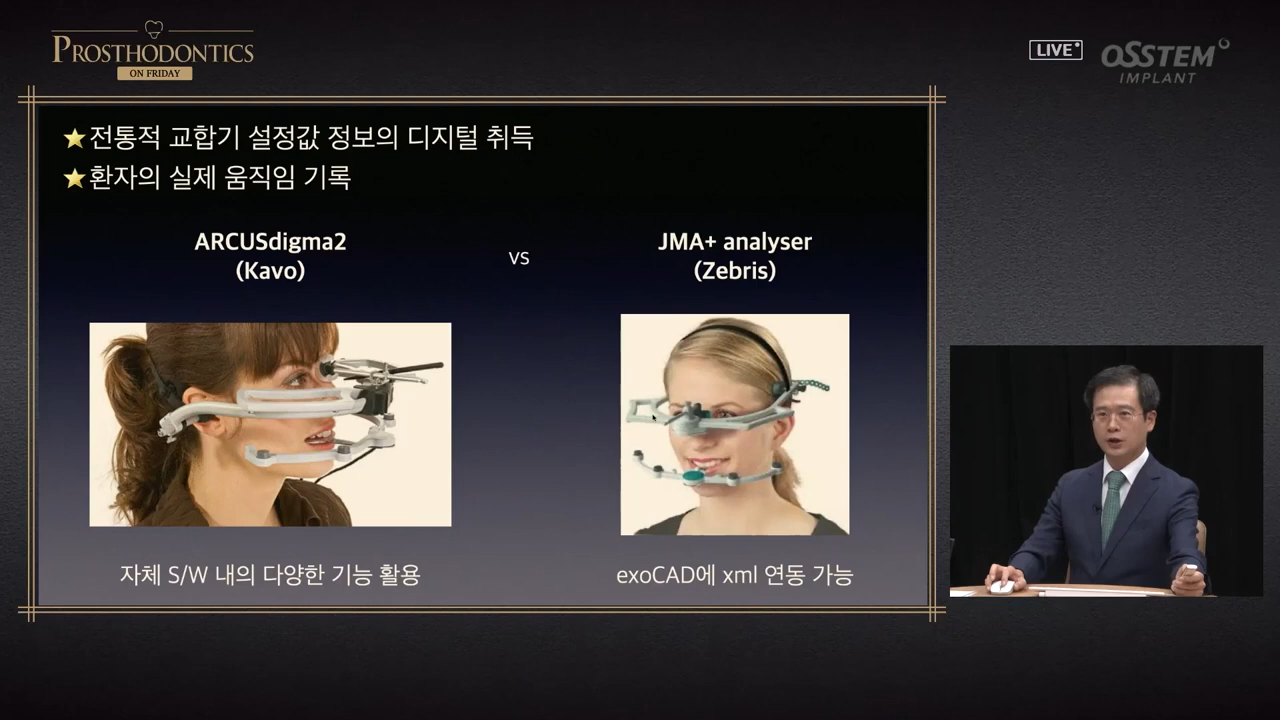 PROSTHODONTICS
ON FRIDAY
LIVE
OSSTEM
IMPLANT
전통적 교합기 설정값 정보의 디지털 취득
환자의 실제 움직임 기록
ARCUSdigma2
(Kavo)
vs
JMA+ analyser
(Zebris)
자체 S/W 내의 다양한 기능 활용
exoCAD에 xml 연동 가능